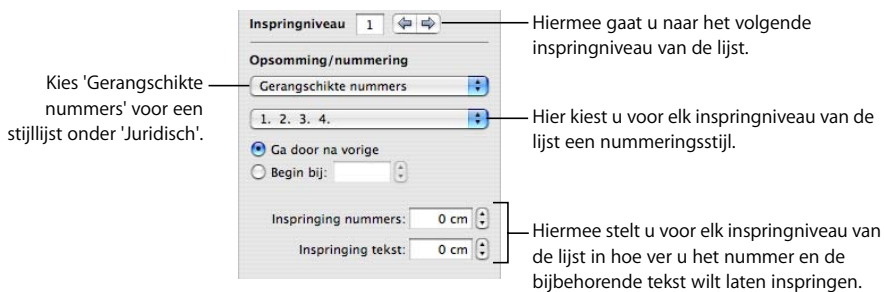 Inspringniveau 1
Hiermee gaat u naar het volgende
inspringniveau van de lijst.
Opsomming/nummering
Kies 'Gerangschikte
nummers' voor een
stijllijst onder 'Juridisch'.
Gerangschikte nummers
1. 2. 3. 4.
Hier kiest u voor elk inspringniveau van de
lijst een nummeringsstijl.
Ga door na vorige
Begin bij:
Inspringing nummers: 0 cm
Inspringing tekst: 0 cm
Hiermee stelt u voor elk inspringniveau van
de lijst in hoe ver u het nummer en de
bijbehorende tekst wilt laten inspringen.